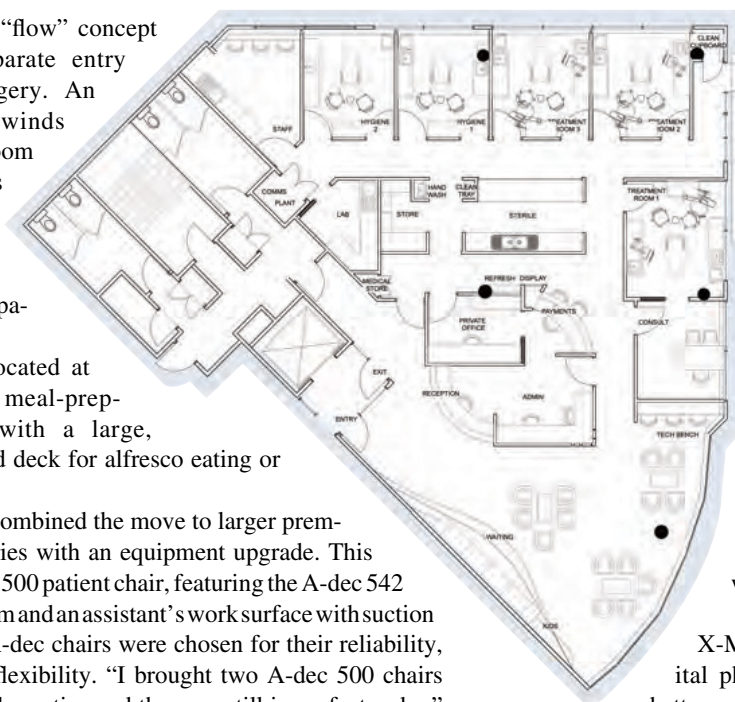 “flow” concept
parate entry
gery. An
winds
oom
s
pa-
ocated at
meal-prep-
with a large,
d deck for alfresco eating or
ombined the move to larger prem-
ries with an equipment upgrade. This
500 patient chair, featuring the A-dec 542
m and an assistant’s work surface with suction
A-dec chairs were chosen for their reliability,
flexibility. “I brought two A-dec 500 chairs
X-M
ital pl
STAFF
HYGIENE
2
HYGIENE
1
TREATMENT
ROOM 3
TREATMENT
ROOM 2
CLEAN
CUPBOARD
COMMS
PLANT
LAB
STORE
HAND
WASH
CLEAN
TRAY
STERILE
TREATMENT
ROOM 1
MEDICAL
STORE
REFRESH DISPLAY
PRIVATE
OFFICE
PAYMENTS
CONSULT
EXIT
ENTRY
RECEPTION
ADMIN
TECH BENCH
WAITING
KIDS